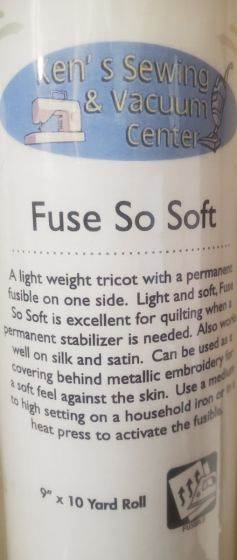 Ken's Sewing
& Vacuum
Center
Fuse So Soft
A light weight tricot with a permanent
fusible on one side. Light and soft, Fuse
So Soft is excellent for quilting when a
permanent stabilizer is needed. Also works
well on silk and satin. Can be used as a
covering behind metallic embroidery for
a soft feel against the skin. Use a medium
to high setting on a household iron or in a
heat press to activate the fusible.
9" x 10 Yard Roll
FUSIBLE